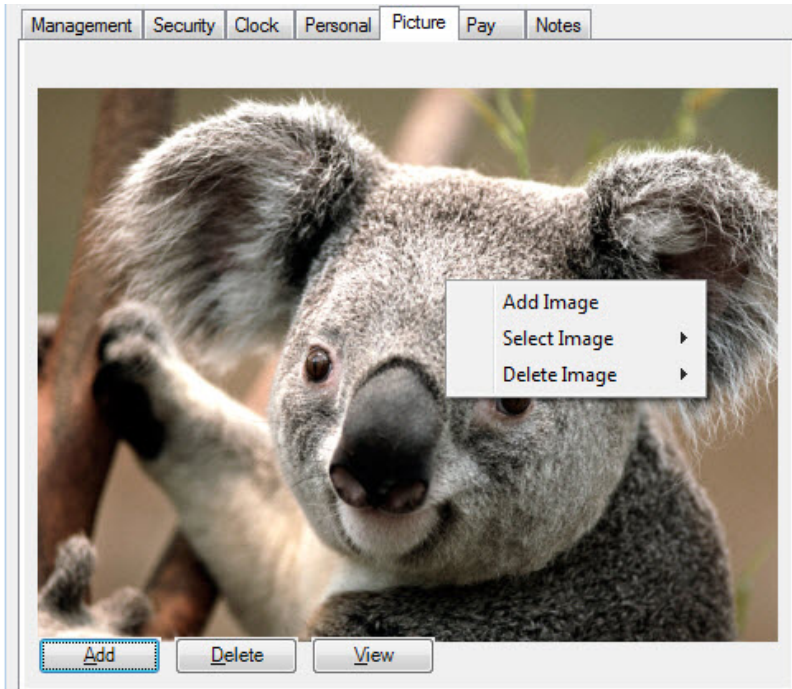 Management Security Clock Personal Picture Pay Notes
Add Image
Select Image
Delete Image
Add Delete View